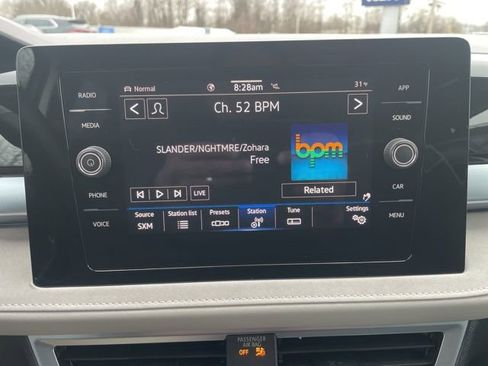 Normal
8:28am
31°F
RADIO
MEDIA
PHONE
VOICE
APP
SOUND
CAR
MENU
Ch. 52 BPM
SLANDER/NGHTMRE/Zohara
Free
bpm
LIVE
Related
Source
SXM
Station list
Presets
Station
Tune
Settings
PASSENGER
AIR BAG
OFF